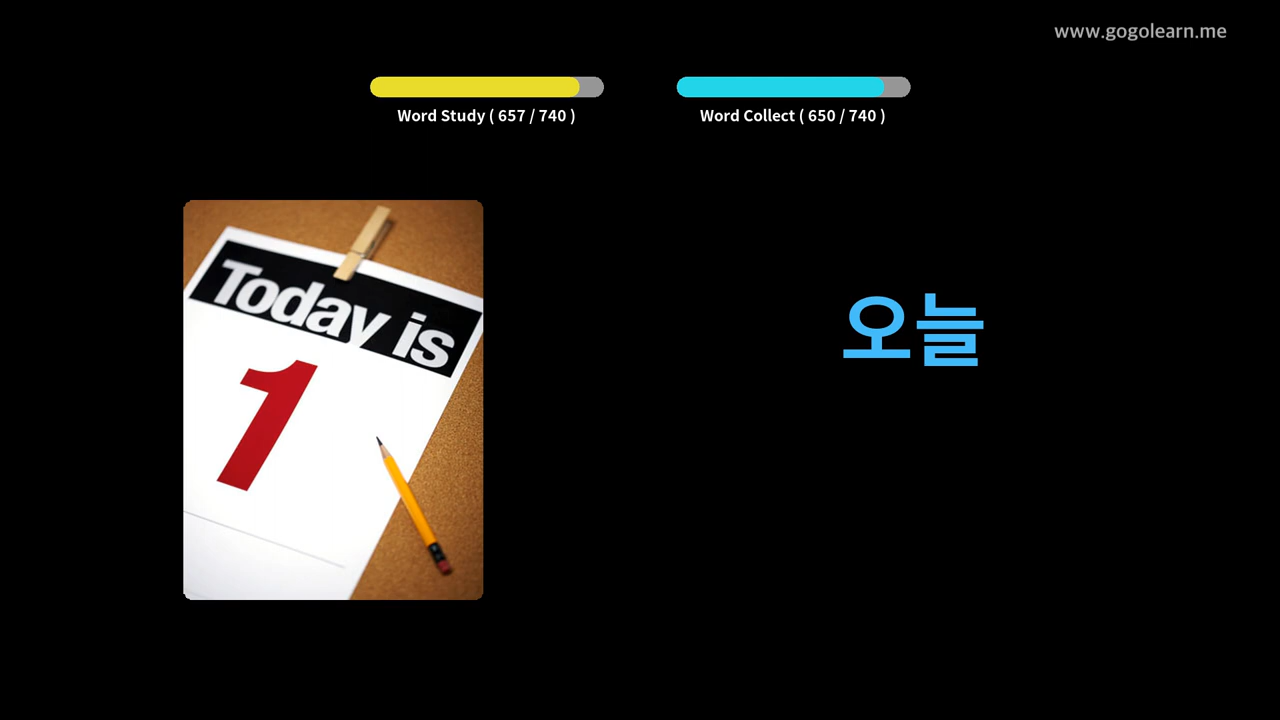 www.gogolearn.me
Word Study ( 657 / 740 )
Word Collect ( 650 / 740 )
Today is
1
오늘